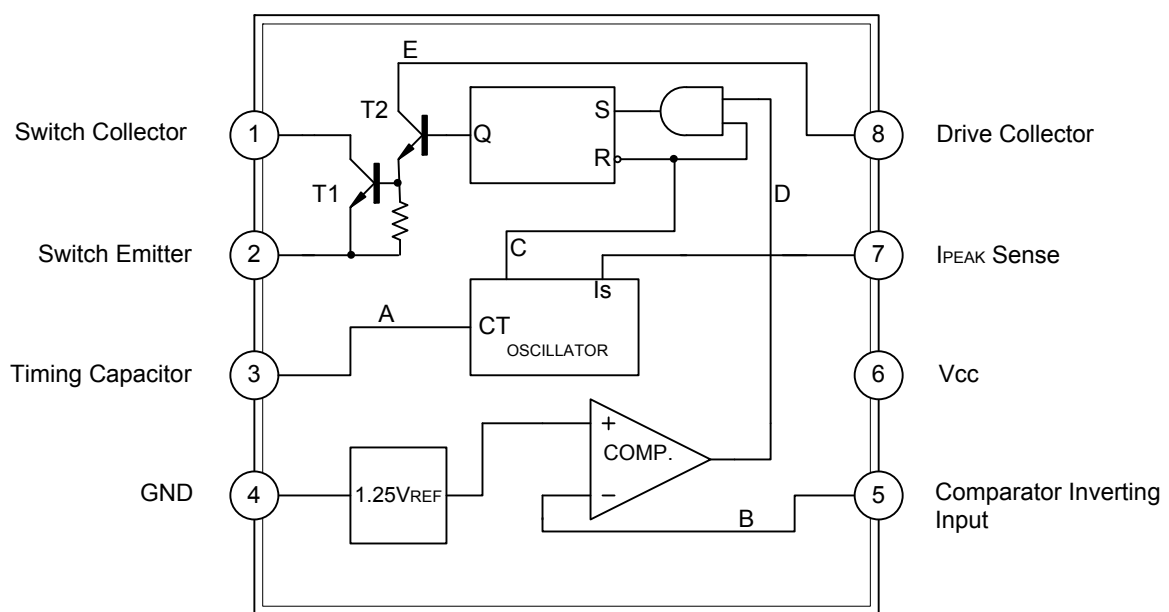 E
T2
Switch Collector
1
S
Q
R
8
Drive Collector
T1
D
Switch Emitter
2
C
7
IPEAK Sense
Is
A
CT
OSCILLATOR
Timing Capacitor
3
6
Vcc
+
COMP.
GND
4
1.25VREF
−
B
5
Comparator Inverting
Input